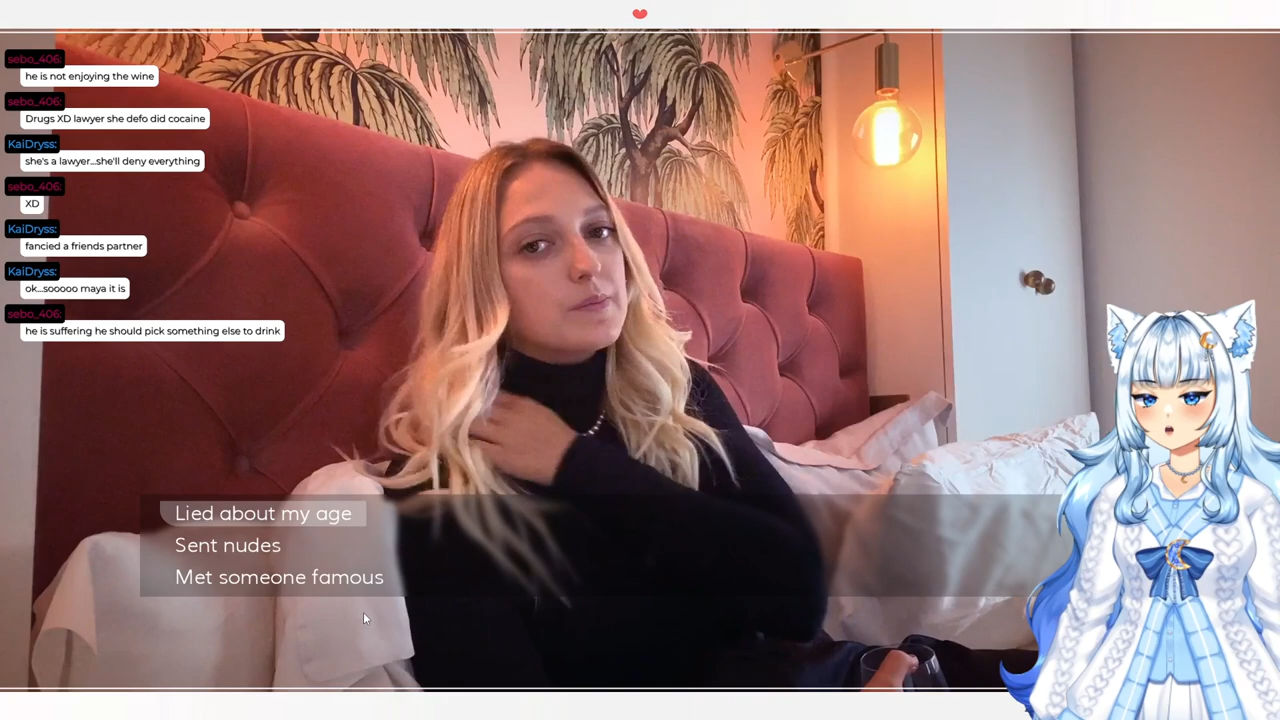 sebo_406:
he is not enjoying the wine
sebo_406:
Drugs XD lawyer she defo did cocaine
KaiDryss:
she's a lawyer...she'll deny everything
sebo_406:
XD
KaiDryss:
fancied a friends partner
KaiDryss:
ok...sooooo maya it is
sebo_406:
he is suffering he should pick something else to drink
Lied about my age
Sent nudes
Met someone famous